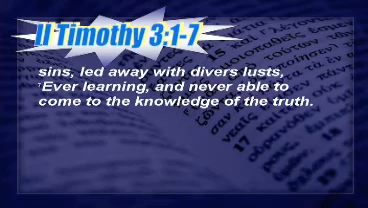 II Timothy 3:1-7
sins, led away with divers lusts,
7Ever learning, and never able to
come to the knowledge of the truth.